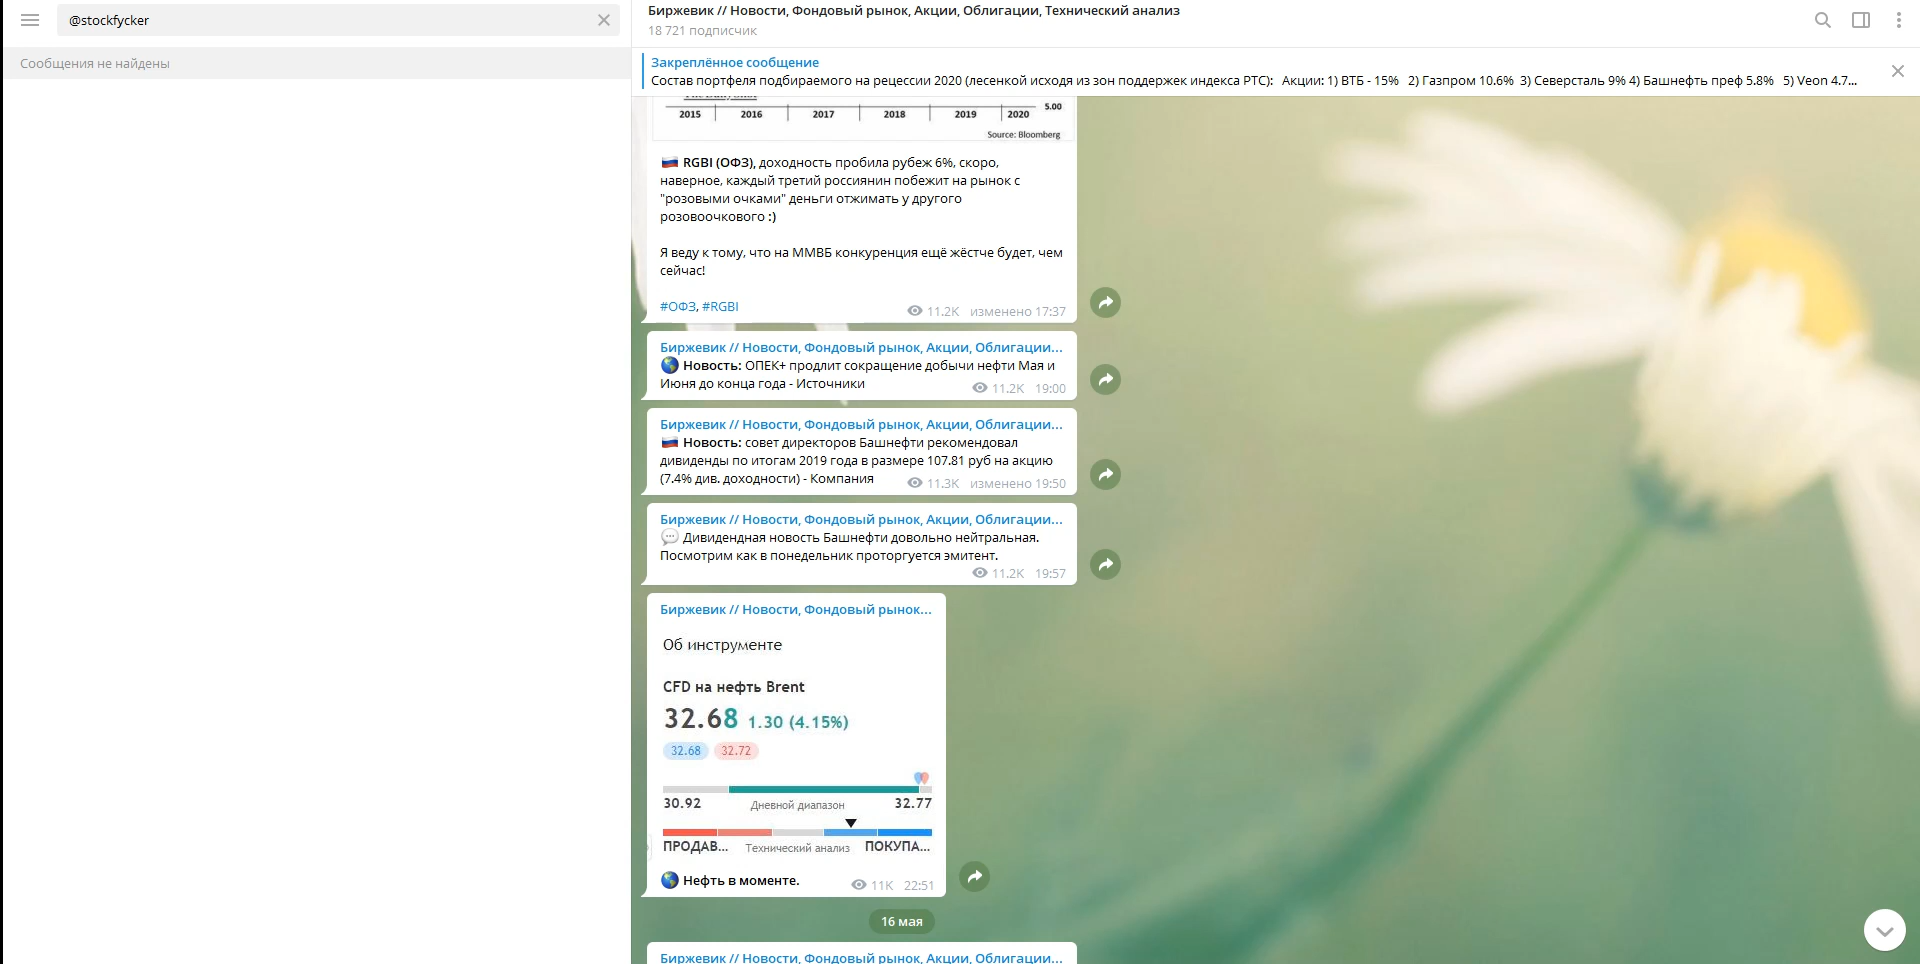 @stockfycker
Сообщения не найдены
Биржевик // Новости, Фондовый рынок, Акции, Облигации, Технический анализ
18 721 подписчик
Закреплённое сообщение
Состав портфеля подбираемого на рецессии 2020 (лесенкой исходя из зон поддержек индекса РТС): Акции: 1) ВТБ - 15% 2) Газпром 10.6% 3) Северсталь 9% 4) Башнефть преф 5.8% 5) Veon 4.7...
5.00
2015 2016 2017 2018 2019 2020
Source: Bloomberg
RGBI (ОФЗ), доходность пробила рубеж 6%, скоро,
наверное, каждый третий россиянин побежит на рынок с
"розовыми очками" деньги отжимать у другого
розовоочкового :)
Я веду к тому, что на ММВБ конкуренция ещё жёстче будет, чем
сейчас!
#ОФЗ, #RGBI
11.2K изменено 17:37
Биржевик // Новости, Фондовый рынок, Акции, Облигации...
Новость: ОПЕК+ продлит сокращение добычи нефти Мая и
Июня до конца года - Источники
11.2K 19:00
Биржевик // Новости, Фондовый рынок, Акции, Облигации...
Новость: совет директоров Башнефти рекомендовал
дивиденды по итогам 2019 года в размере 107.81 руб на акцию
(7.4% див. доходности) - Компания
11.3K изменено 19:50
Биржевик // Новости, Фондовый рынок, Акции, Облигации...
Дивидендная новость Башнефти довольно нейтральная.
Посмотрим как в понедельник проторгуется эмитент.
11.2K 19:57
Биржевик // Новости, Фондовый рынок...
Об инструменте
CFD на нефть Brent
32.68 1.30 (4.15%)
32.68 32.72
30.92 Дневной диапазон 32.77
ПРОДАВ... Технический анализ ПОКУПА...
Нефть в моменте.
11K 22:51
16 мая
Биржевик // Новости, Фондовый рынок, Акции, Облигации...